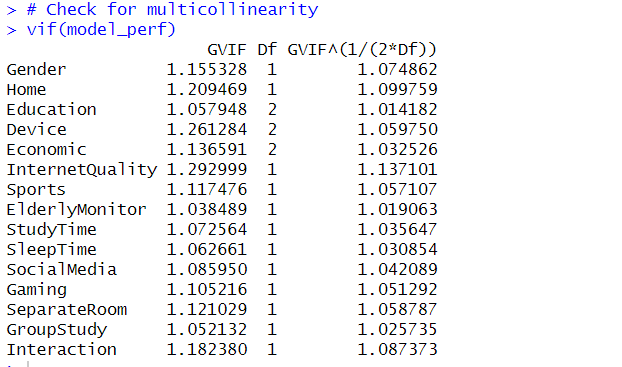 > # Check for multicollinearity
> vif(model_perf)
GVIF Df GVIF^(1/(2*Df))
Gender 1.155328 1 1.074862
Home 1.209469 1 1.099759
Education 1.057948 2 1.014182
Device 1.261284 2 1.059750
Economic 1.136591 2 1.032526
InternetQuality 1.292999 1 1.137101
Sports 1.117476 1 1.057107
ElderlyMonitor 1.038489 1 1.019063
StudyTime 1.072564 1 1.035647
SleepTime 1.062661 1 1.030854
SocialMedia 1.085950 1 1.042089
Gaming 1.105216 1 1.051292
SeparateRoom 1.121029 1 1.058787
GroupStudy 1.052132 1 1.025735
Interaction 1.182380 1 1.087373